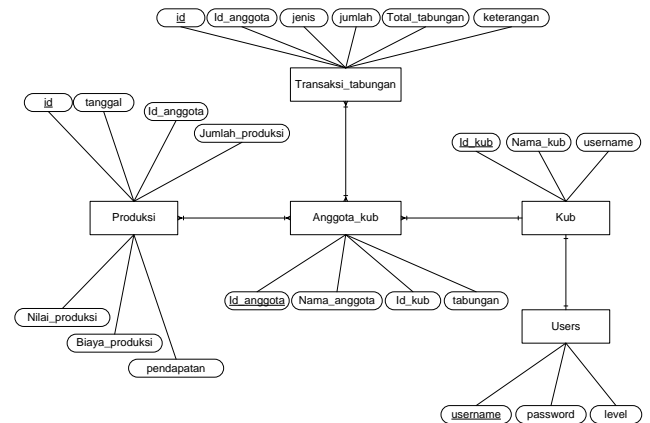 id
Id_anggota
jenis
jumlah
Total_tabungan
keterangan
Transaksi_tabungan
id
tanggal
Id_anggota
Jumlah_produksi
Id_kub
Nama_kub
username
Produksi
Anggota_kub
Kub
Id_anggota
Nama_anggota
Id_kub
tabungan
Nilai_produksi
Biaya_produksi
pendapatan
Users
username
password
level